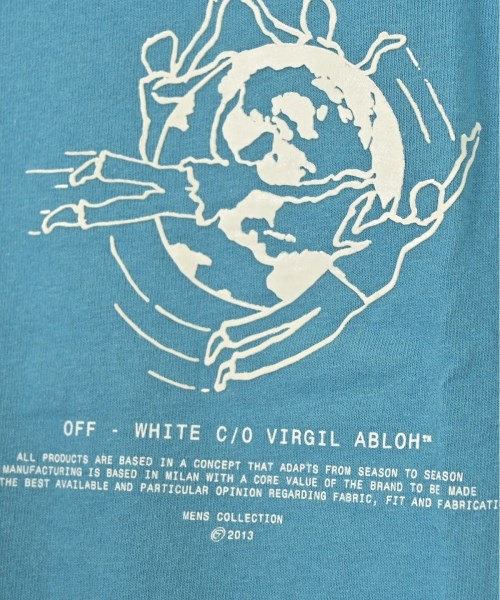 OFF - WHITE C/O VIRGIL ABLOH™
ALL PRODUCTS ARE BASED IN A CONCEPT THAT ADAPTS FROM SEASON TO SEASON
MANUFACTURING IS BASED IN MILAN WITH A CORE VALUE OF THE BRAND TO BE MADE
THE BEST AVAILABLE AND PARTICULAR OPINION REGARDING FABRIC, FIT AND FABRICATI
MENS COLLECTION
©2013